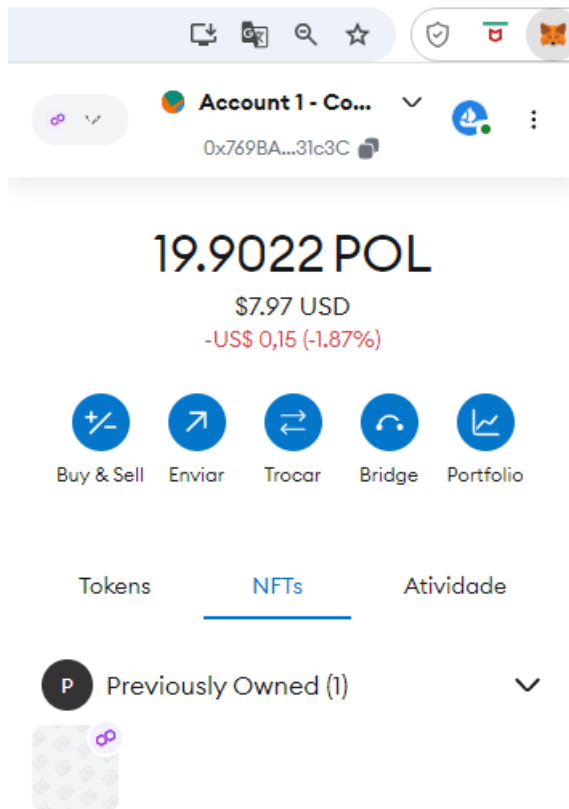 Account 1 - Co...
0x769BA...31c3C
19.9022 POL
$7.97 USD
-US$ 0,15 (-1.87%)
Buy & Sell Enviar Trocar Bridge Portfolio
Tokens NFTs Atividade
P Previously Owned (1)